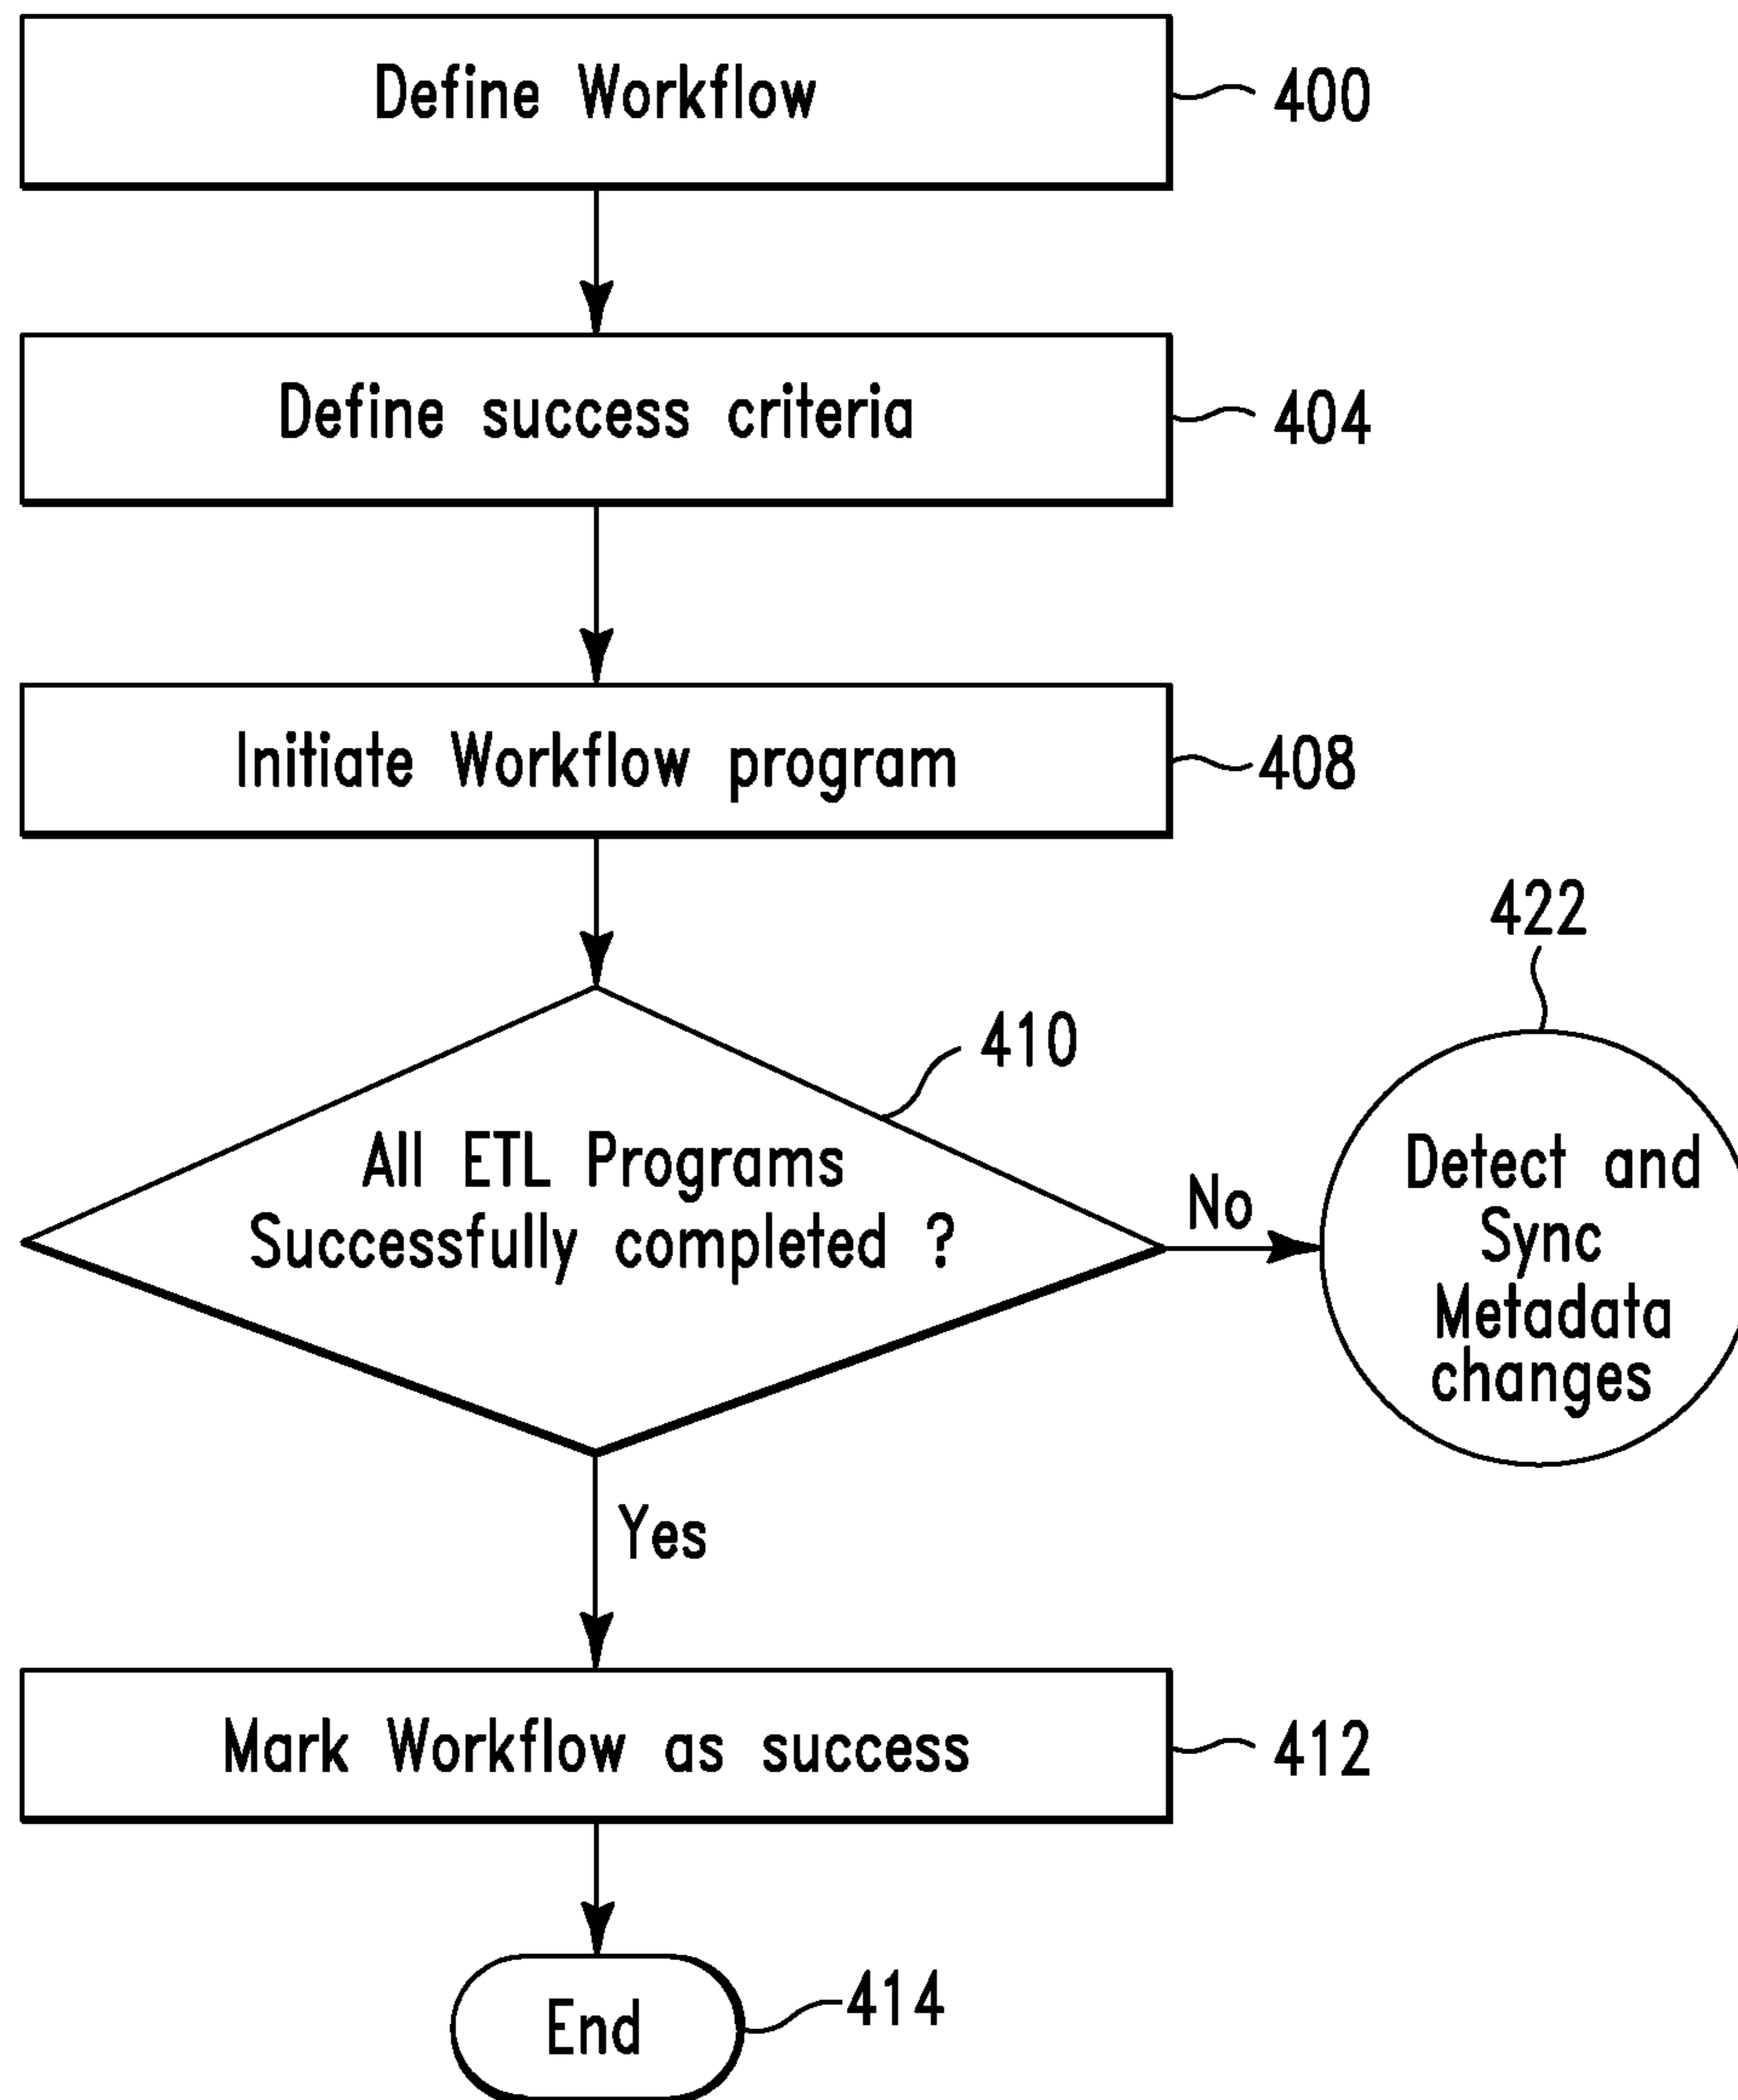 Define Workflow
400
Define success criteria
404
Initiate Workflow program
408
422
410
All ETL Programs
Successfully completed ?
No
Detect and
Sync
Metadata
changes
Yes
Mark Workflow as success
412
End
414